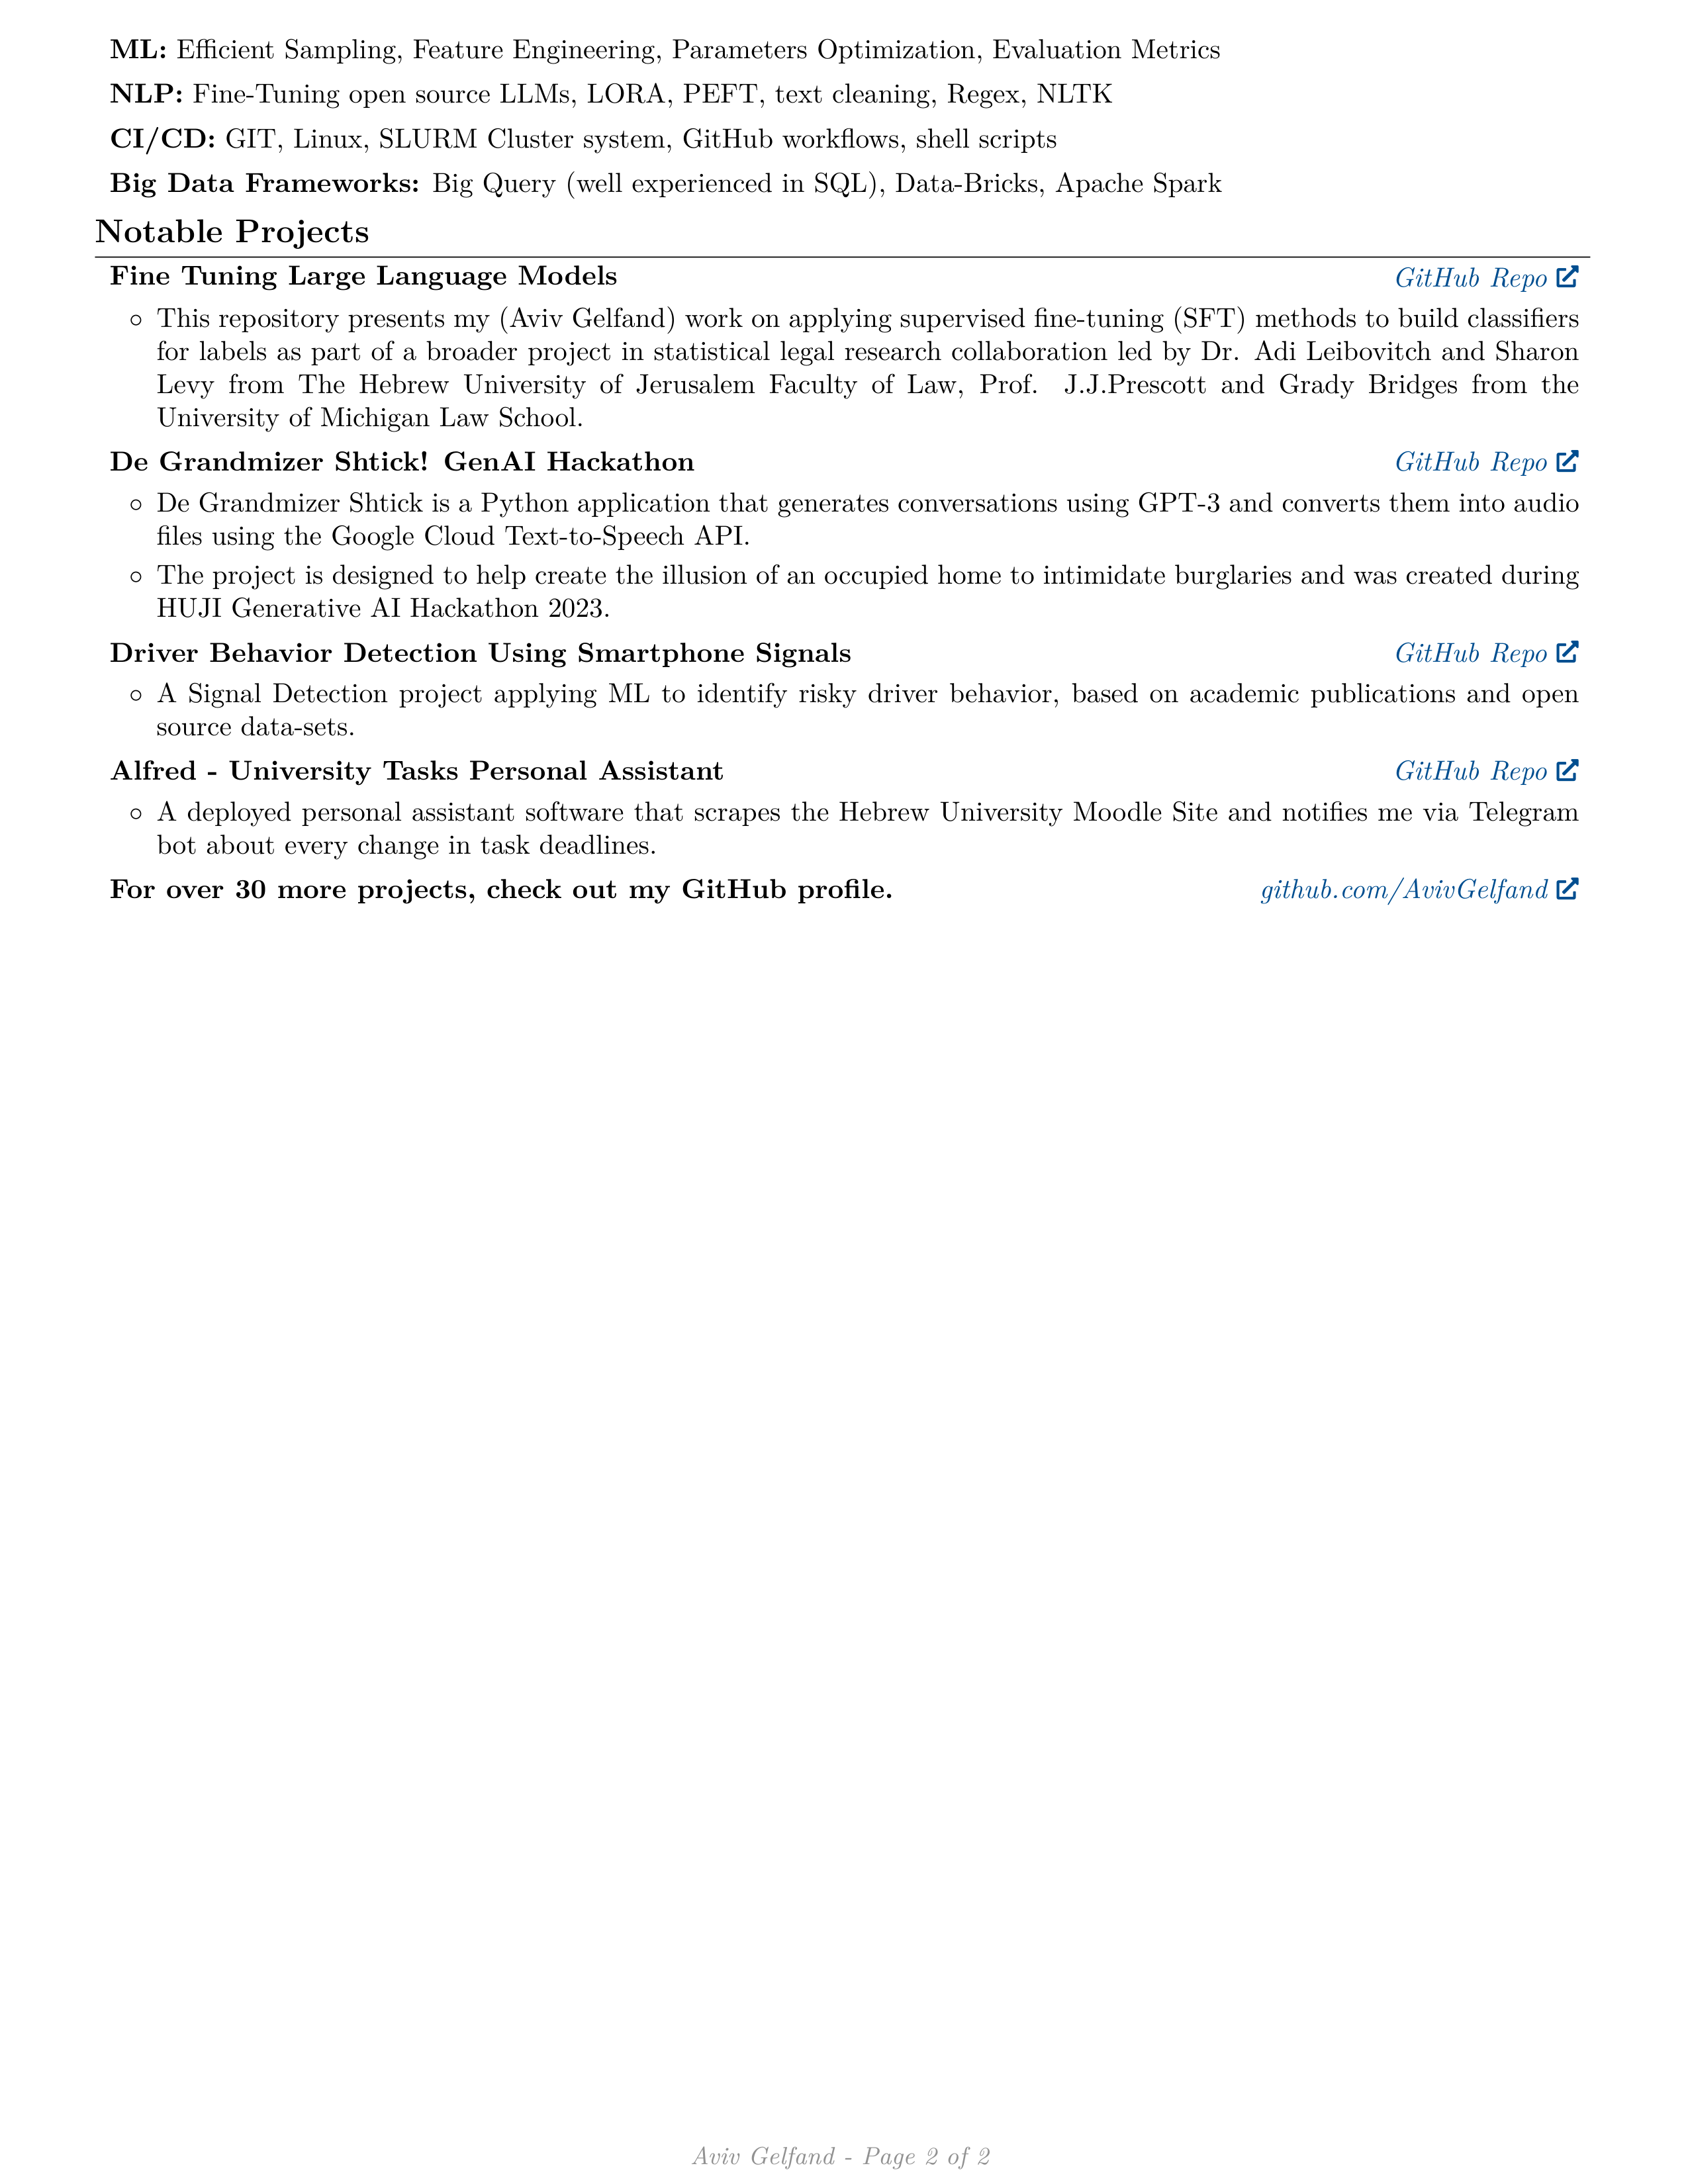 ML: Efficient Sampling, Feature Engineering, Parameters Optimization, Evaluation Metrics
NLP: Fine-Tuning open source LLMs, LORA, PEFT, text cleaning, Regex, NLTK
CI/CD: GIT, Linux, SLURM Cluster system, GitHub workflows, shell scripts
Big Data Frameworks: Big Query (well experienced in SQL), Data-Bricks, Apache Spark
Notable Projects
Fine Tuning Large Language Models GitHub Repo
This repository presents my (Aviv Gelfand) work on applying supervised fine-tuning (SFT) methods to build classifiers
for labels as part of a broader project in statistical legal research collaboration led by Dr. Adi Leibovitch and Sharon
Levy from The Hebrew University of Jerusalem Faculty of Law, Prof. J.J.Prescott and Grady Bridges from the
University of Michigan Law School.
De Grandmizer Shtick! GenAI Hackathon GitHub Repo
De Grandmizer Shtick is a Python application that generates conversations using GPT-3 and converts them into audio
files using the Google Cloud Text-to-Speech API.
The project is designed to help create the illusion of an occupied home to intimidate burglaries and was created during
HUJI Generative AI Hackathon 2023.
Driver Behavior Detection Using Smartphone Signals GitHub Repo
A Signal Detection project applying ML to identify risky driver behavior, based on academic publications and open
source data-sets.
Alfred - University Tasks Personal Assistant GitHub Repo
A deployed personal assistant software that scrapes the Hebrew University Moodle Site and notifies me via Telegram
bot about every change in task deadlines.
For over 30 more projects, check out my GitHub profile. github.com/AvivGelfand
Aviv Gelfand - Page 2 of 2